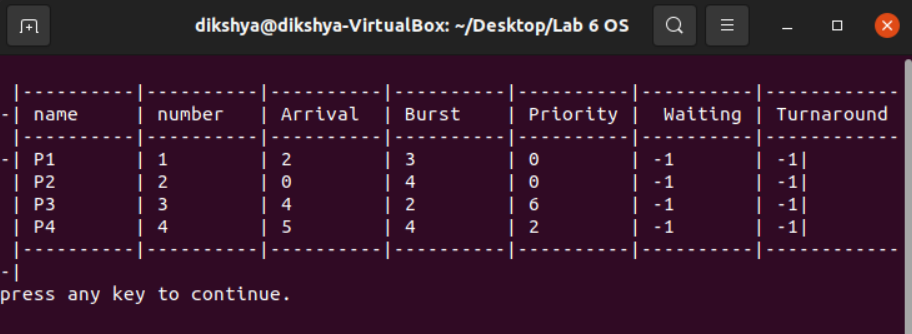 dikshya@dikshya-VirtualBox: ~/Desktop/Lab 6 OS
|----------|----------|----------|----------|----------|----------|------------
-| name | number | Arrival | Burst | Priority | Waiting | Turnaround
|----------|----------|----------|----------|----------|----------|------------
-| P1 | 1 | 2 | 3 | 0 | -1 | -1|
| P2 | 2 | 0 | 4 | 0 | -1 | -1|
| P3 | 3 | 4 | 2 | 6 | -1 | -1|
| P4 | 4 | 5 | 4 | 2 | -1 | -1|
|----------|----------|----------|----------|----------|----------|------------
-|
press any key to continue.